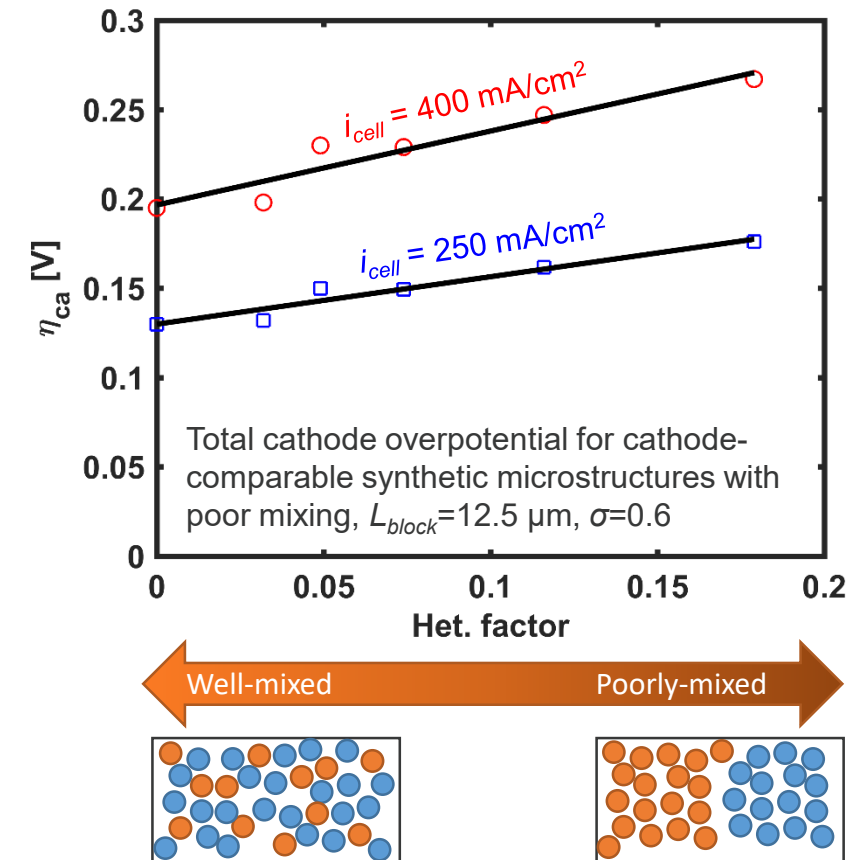 0.3
0.25
0.2
0.15
0.1
0.05
0
η_ca [V]
i_cell = 400 mA/cm²
i_cell = 250 mA/cm²
Total cathode overpotential for cathode-
comparable synthetic microstructures with
poor mixing, L_block=12.5 μm, σ=0.6
0 0.05 0.1 0.15 0.2
Het. factor
Well-mixed Poorly-mixed